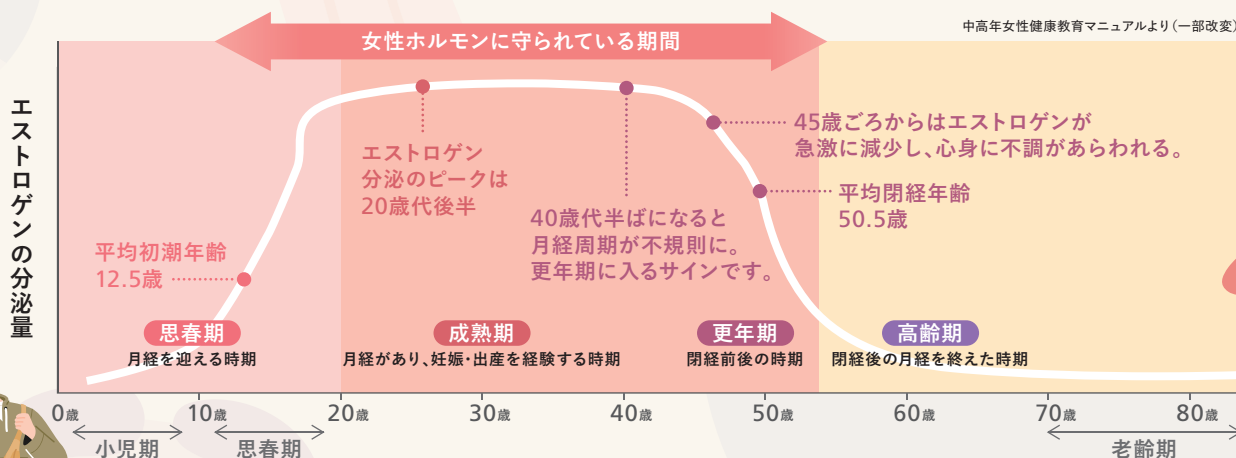 中高年女性健康教育マニュアルより（一部改変）
女性ホルモンに守られている期間
エストロゲンの分泌量
45歳ごろからはエストロゲンが
急激に減少し、心身に不調があらわれる。
エストロゲン
分泌のピークは
20歳代後半
平均閉経年齢
50.5歳
40歳代半ばになると
月経周期が不規則に。
更年期に入るサインです。
平均初潮年齢
12.5歳
思春期
月経を迎える時期
成熟期
月経があり、妊娠・出産を経験する時期
更年期
閉経前後の時期
高齢期
閉経後の月経を終えた時期
0歳 10歳 20歳 30歳 40歳 50歳 60歳 70歳 80歳
小児期 思春期 老齢期